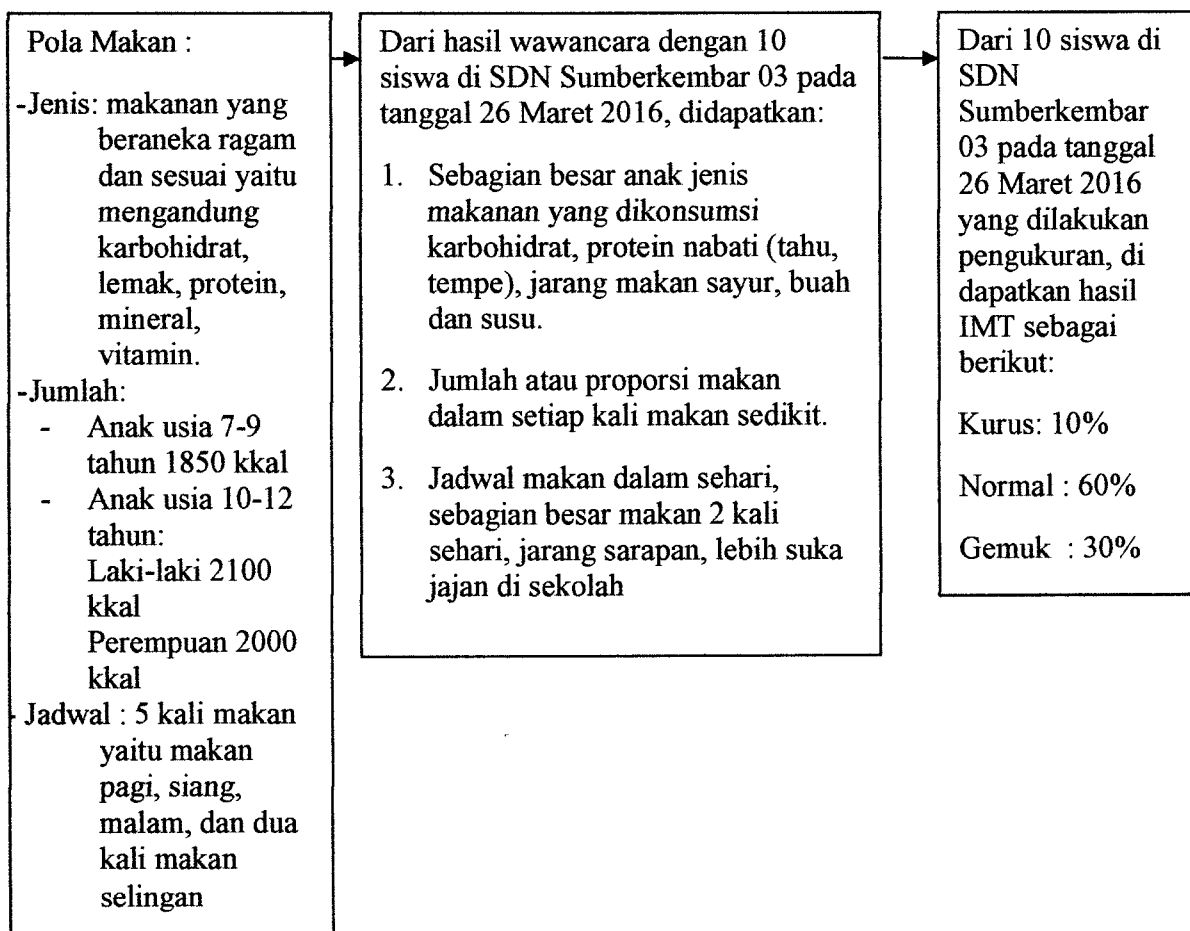 Pola Makan :
-Jenis: makanan yang
beraneka ragam
dan sesuai yaitu
mengandung
karbohidrat,
lemak, protein,
mineral,
vitamin.
-Jumlah:
- Anak usia 7-9
tahun 1850 kkal
- Anak usia 10-12
tahun:
Laki-laki 2100
kkal
Perempuan 2000
kkal
- Jadwal : 5 kali makan
yaitu makan
pagi, siang,
malam, dan dua
kali makan
selingan
Dari hasil wawancara dengan 10
siswa di SDN Sumberkembar 03 pada
tanggal 26 Maret 2016, didapatkan:
1. Sebagian besar anak jenis
makanan yang dikonsumsi
karbohidrat, protein nabati (tahu,
tempe), jarang makan sayur, buah
dan susu.
2. Jumlah atau proporsi makan
dalam setiap kali makan sedikit.
3. Jadwal makan dalam sehari,
sebagian besar makan 2 kali
sehari, jarang sarapan, lebih suka
jajan di sekolah
Dari 10 siswa di
SDN
Sumberkembar
03 pada tanggal
26 Maret 2016
yang dilakukan
pengukuran, di
dapatkan hasil
IMT sebagai
berikut:
Kurus: 10%
Normal : 60%
Gemuk : 30%